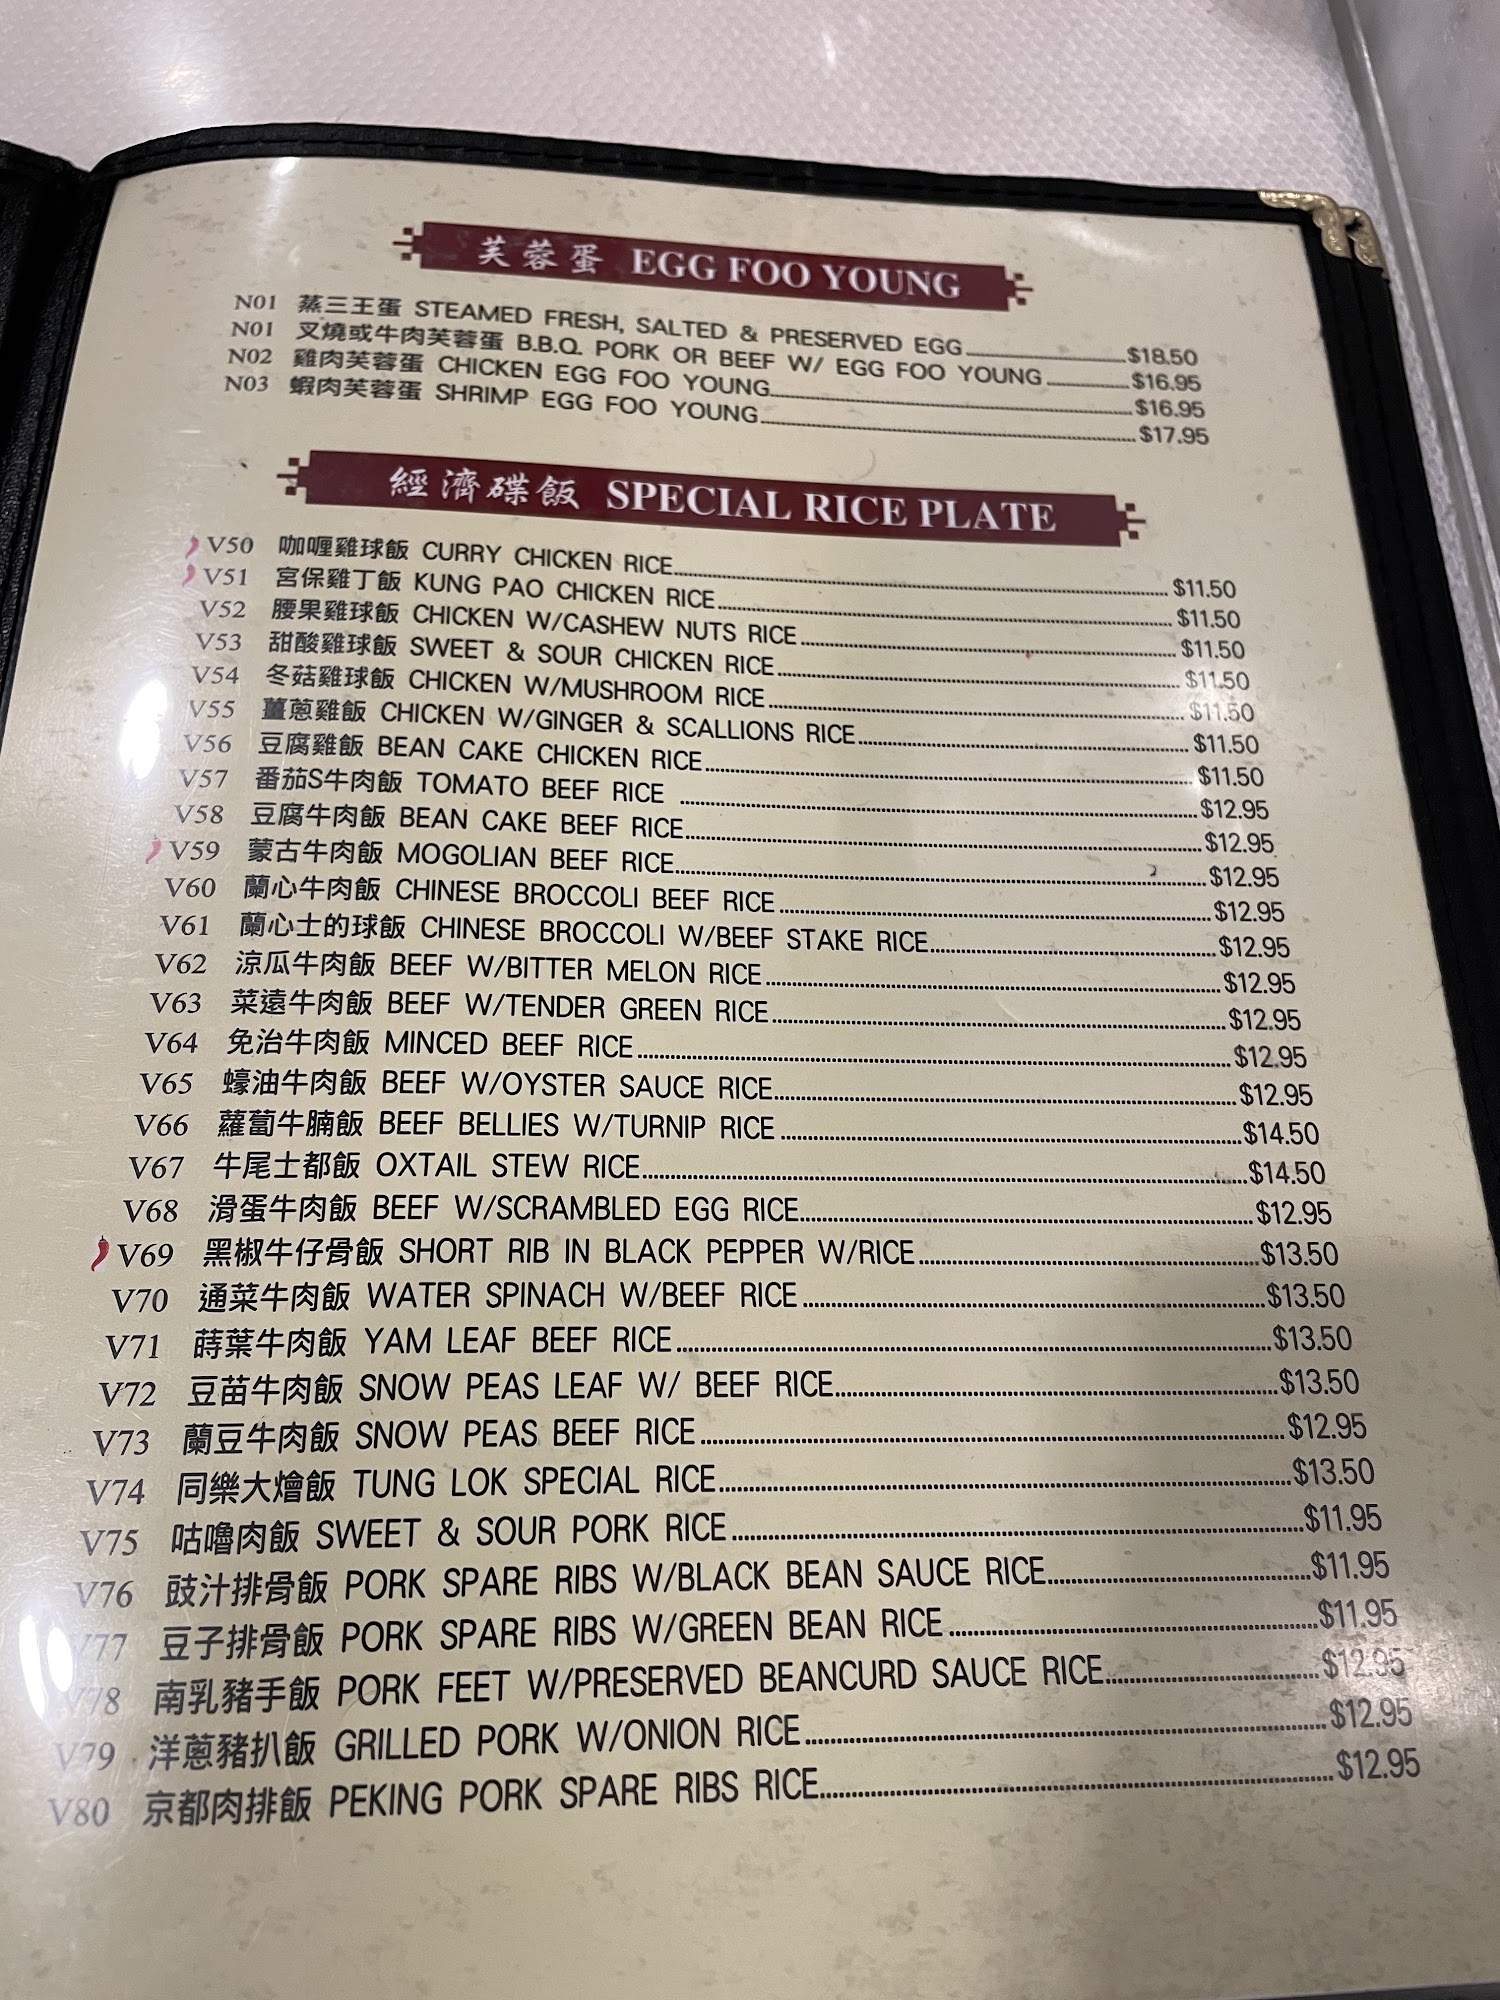 芙蓉蛋 EGG FOO YOUNG
N01 蒸三王蛋 STEAMED FRESH, SALTED & PRESERVED EGG $18.50
N01 叉燒或牛肉芙蓉蛋 B.B.Q. PORK OR BEEF W/ EGG FOO YOUNG $16.95
N02 雞肉芙蓉蛋 CHICKEN EGG FOO YOUNG $16.95
N03 蝦肉芙蓉蛋 SHRIMP EGG FOO YOUNG $17.95
經濟碟飯 SPECIAL RICE PLATE
V50 咖喱雞球飯 CURRY CHICKEN RICE $11.50
V51 宮保雞丁飯 KUNG PAO CHICKEN RICE $11.50
V52 腰果雞球飯 CHICKEN W/CASHEW NUTS RICE $11.50
V53 甜酸雞球飯 SWEET & SOUR CHICKEN RICE $11.50
V54 冬菇雞球飯 CHICKEN W/MUSHROOM RICE $11.50
V55 薑蔥雞飯 CHICKEN W/GINGER & SCALLIONS RICE $11.50
V56 豆腐雞飯 BEAN CAKE CHICKEN RICE $11.50
V57 番茄S牛肉飯 TOMATO BEEF RICE $12.95
V58 豆腐牛肉飯 BEAN CAKE BEEF RICE $12.95
V59 蒙古牛肉飯 MOGOLIAN BEEF RICE $12.95
V60 蘭心牛肉飯 CHINESE BROCCOLI BEEF RICE $12.95
V61 蘭心士的球飯 CHINESE BROCCOLI W/BEEF STAKE RICE $12.95
V62 涼瓜牛肉飯 BEEF W/BITTER MELON RICE $12.95
V63 菜遠牛肉飯 BEEF W/TENDER GREEN RICE $12.95
V64 免治牛肉飯 MINCED BEEF RICE $12.95
V65 蠔油牛肉飯 BEEF W/OYSTER SAUCE RICE $12.95
V66 蘿蔔牛腩飯 BEEF BELLIES W/TURNIP RICE $14.50
V67 牛尾士都飯 OXTAIL STEW RICE $14.50
V68 滑蛋牛肉飯 BEEF W/SCRAMBLED EGG RICE $12.95
V69 黑椒牛仔骨飯 SHORT RIB IN BLACK PEPPER W/RICE $13.50
V70 通菜牛肉飯 WATER SPINACH W/BEEF RICE $13.50
V71 蒔葉牛肉飯 YAM LEAF BEEF RICE $13.50
V72 豆苗牛肉飯 SNOW PEAS LEAF W/ BEEF RICE $13.50
V73 蘭豆牛肉飯 SNOW PEAS BEEF RICE $12.95
V74 同樂大燴飯 TUNG LOK SPECIAL RICE $13.50
V75 咕嚕肉飯 SWEET & SOUR PORK RICE $11.95
V76 豉汁排骨飯 PORK SPARE RIBS W/BLACK BEAN SAUCE RICE $11.95
V77 豆子排骨飯 PORK SPARE RIBS W/GREEN BEAN RICE $11.95
V78 南乳豬手飯 PORK FEET W/PRESERVED BEANCURD SAUCE RICE $12.95
V79 洋蔥豬扒飯 GRILLED PORK W/ONION RICE $12.95
V80 京都肉排飯 PEKING PORK SPARE RIBS RICE $12.95